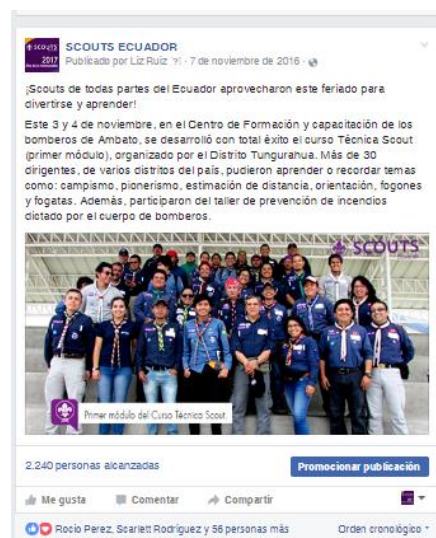 SCOUTS
2017
SCOUTS ECUADOR
Publicado por Liz Ruiz [?] · 7 de noviembre de 2016 ·
¡Scouts de todas partes del Ecuador aprovecharon este feriado para
divertirse y aprender!
Este 3 y 4 de noviembre, en el Centro de Formación y capacitación de los
bomberos de Ambato, se desarrolló con total éxito el curso Técnica Scout
(primer módulo), organizado por el Distrito Tungurahua. Más de 30
dirigentes, de varios distritos del país, pudieron aprender o recordar temas
como: campismo, pionerismo, estimación de distancia, orientación, fogones
y fogatas. Además, participaron del taller de prevención de incendios
dictado por el cuerpo de bomberos.
SCOUTS
Primer módulo del Curso Técnica Scout.
2.240 personas alcanzadas
Promocionar publicación
Me gusta Comentar Compartir
Rocio Perez, Scarlett Rodriguez y 56 personas más Orden cronológico